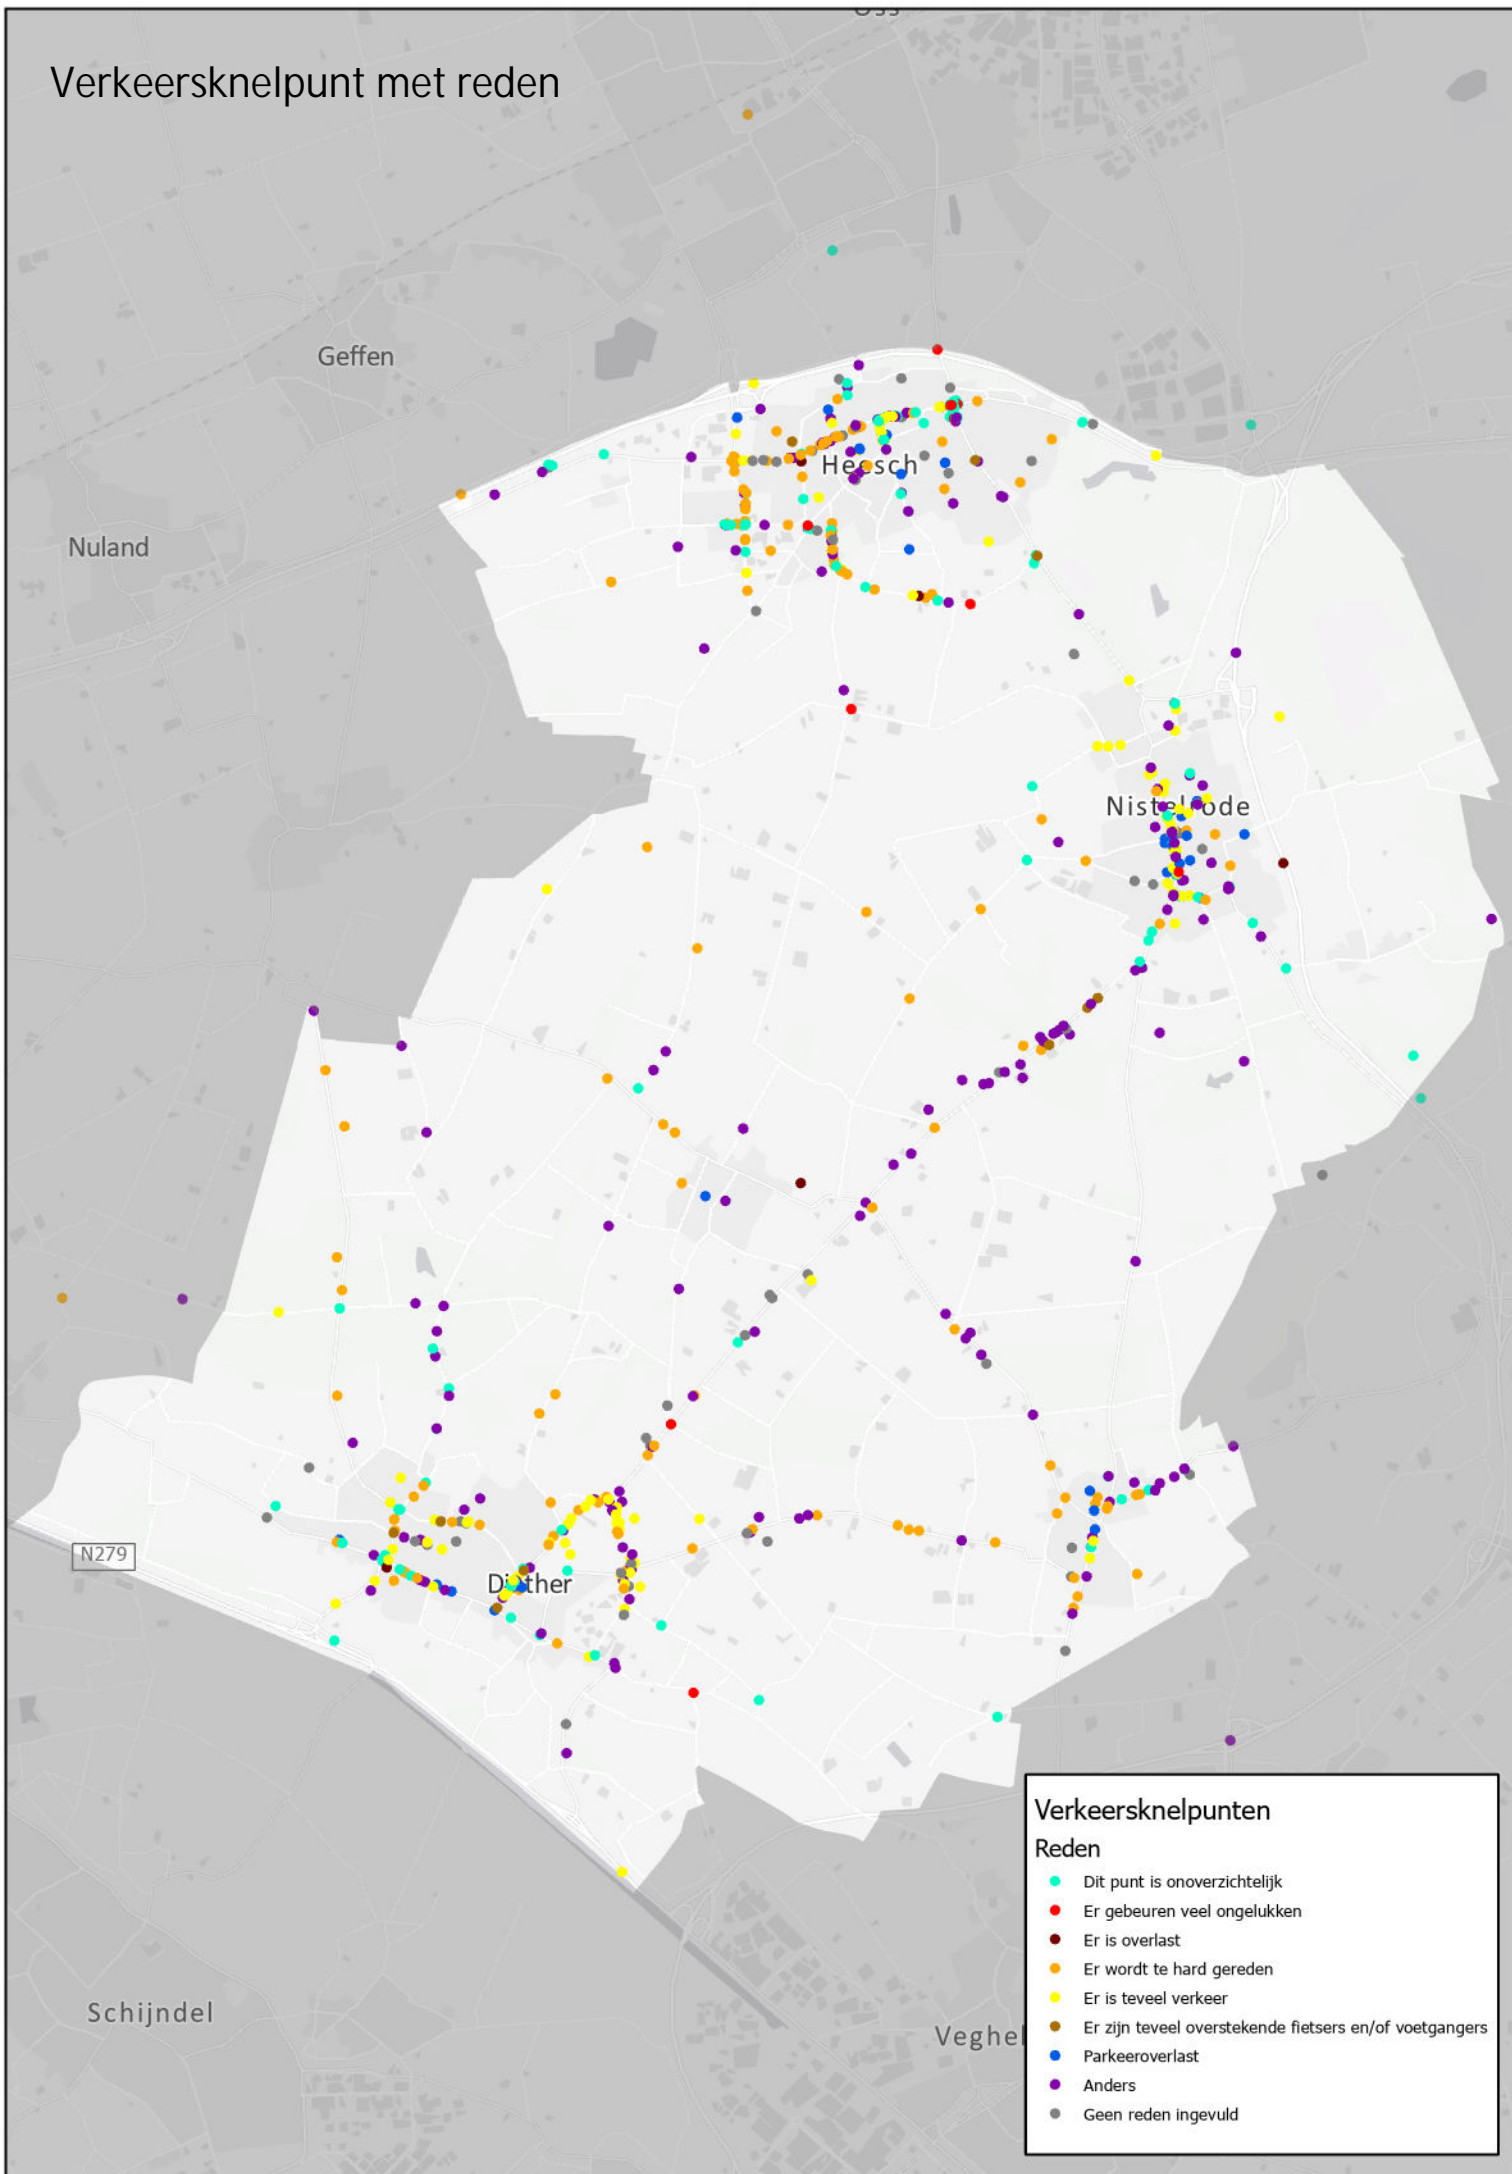 Oss
Verkeersknelpunt met reden
Geffen
Heesch
Nuland
Nistelrode
N279
Dinther
Verkeersknelpunten
Reden
Dit punt is onoverzichtelijk
Er gebeuren veel ongelukken
Er is overlast
Er wordt te hard gereden
Er is teveel verkeer
Er zijn teveel overstekende fietsers en/of voetgangers
Parkeeroverlast
Anders
Geen reden ingevuld
Schijndel
Veghel